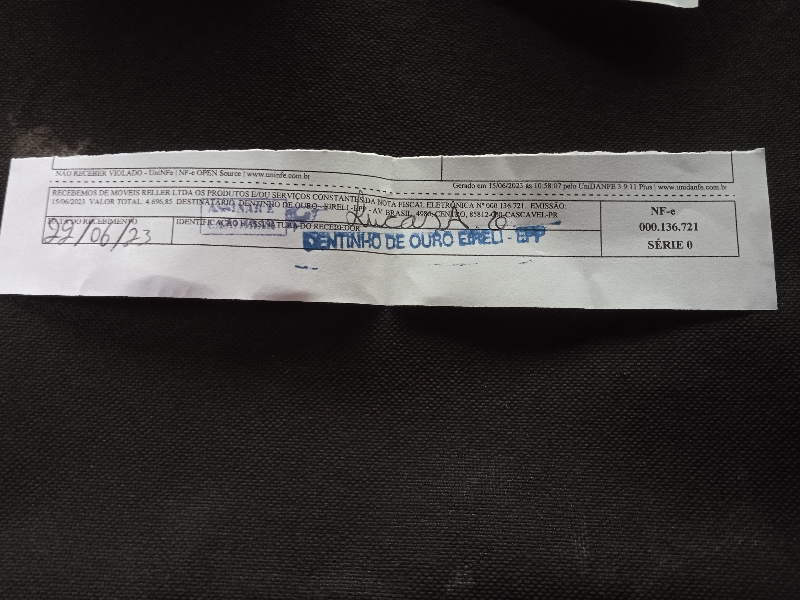 NÃO RECEBER VIOLADO - UniNFe | NF-e OPEN Source | www.uninfe.com.br
Gerado em 15/06/2023 às 10:58:07 pelo UniDANFE 3.9.11 Plus | www.unidanfe.com.br
RECEBEMOS DE MOVEIS RELLER LTDA OS PRODUTOS E/OU SERVIÇOS CONSTANTES DA NOTA FISCAL ELETRÔNICA Nº 000.136.721. EMISSÃO:
15/06/2023 VALOR TOTAL: 4.696,85 DESTINATÁRIO: DENTINHO DE OURO - EIRELI -EPP - AV. BRASIL, 4986, CENTRO, 85812-CASCAVEL-PR
NF-e
000.136.721
SÉRIE 0
DATA DO RECEBIMENTO
IDENTIFICAÇÃO E ASSINATURA DO RECEBEDOR
22/06/23
DENTINHO DE OURO EIRELI - EPP